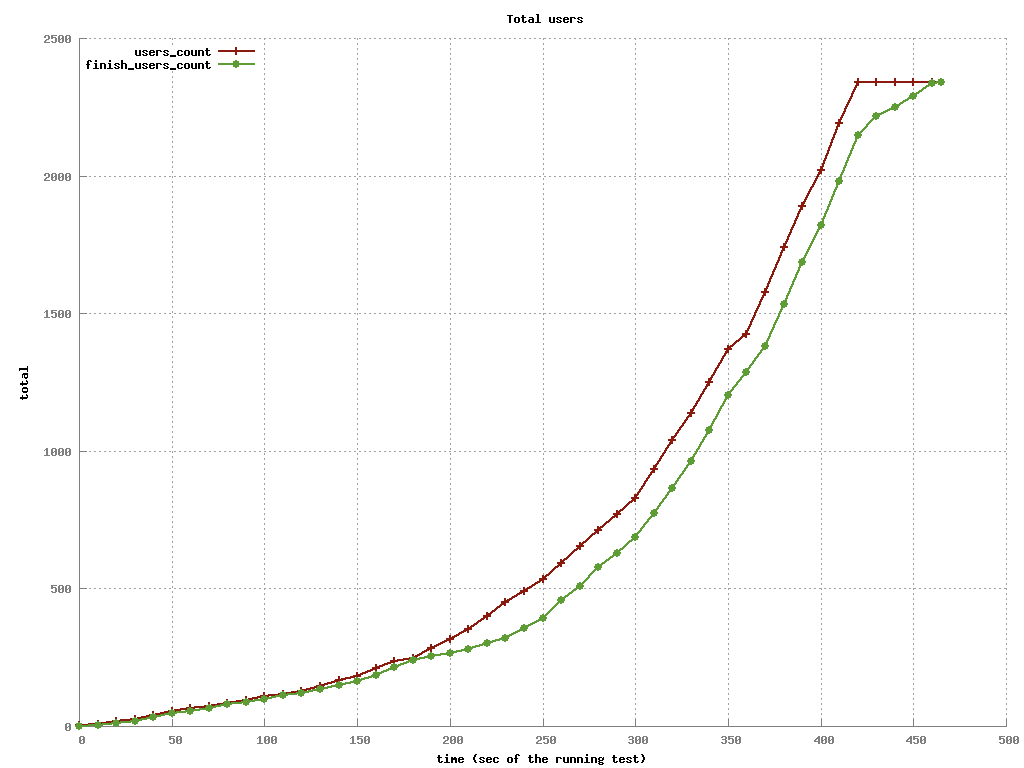 Total users
users_count
finish_users_count
2500
2000
1500
1000
500
0
total
0 50 100 150 200 250 300 350 400 450 500
time (sec of the running test)